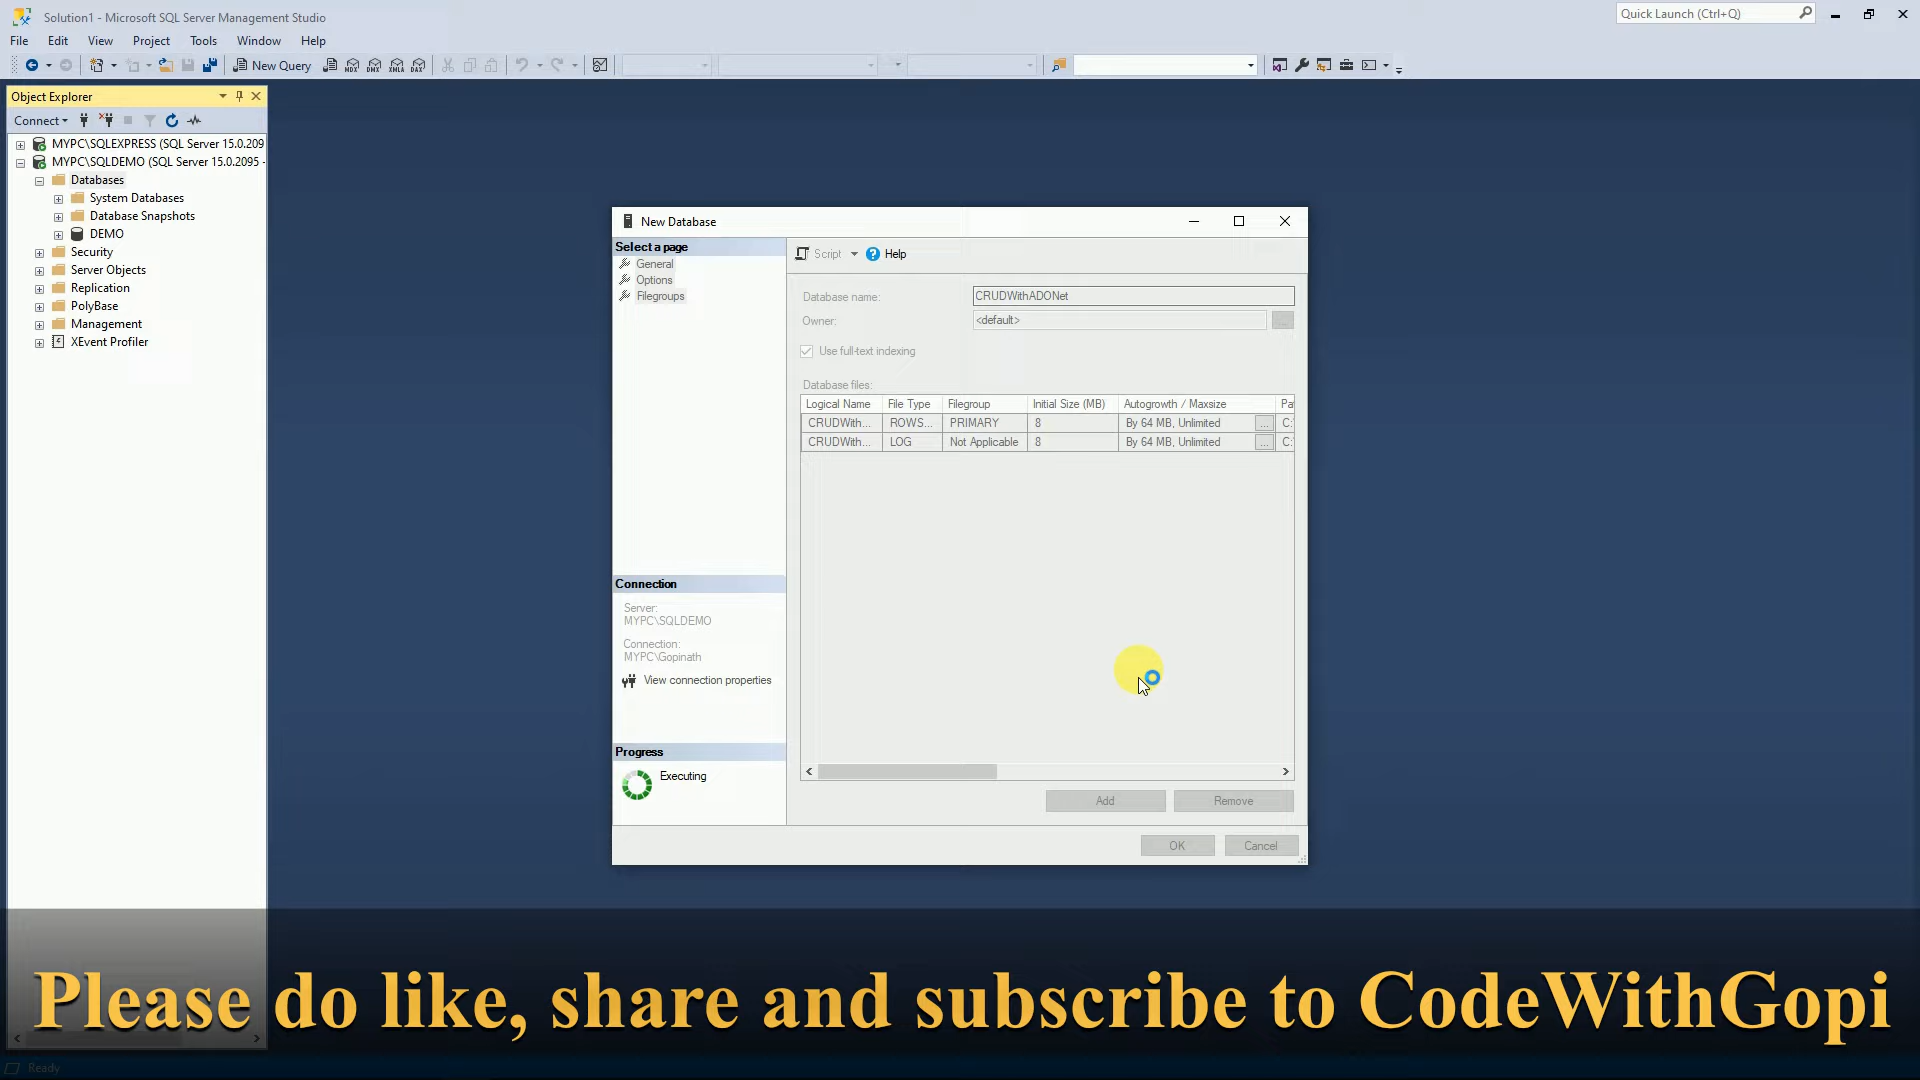 Solution1 - Microsoft SQL Server Management Studio
Quick Launch (Ctrl+Q)
File Edit View Project Tools Window Help
New Query MDX DMX XMLA DAX
Object Explorer
Connect
MYPC\SQLEXPRESS (SQL Server 15.0.209
MYPC\SQLDEMO (SQL Server 15.0.2095 -
Databases
System Databases
Database Snapshots
DEMO
Security
Server Objects
Replication
PolyBase
Management
XEvent Profiler
New Database
Select a page
General
Options
Filegroups
Script Help
Database name: CRUDWithADONet
Owner: <default> ...
Use full-text indexing
Database files:
Logical Name File Type Filegroup Initial Size (MB) Autogrowth / Maxsize Pa
CRUDWith... ROWS... PRIMARY 8 By 64 MB, Unlimited ... C:\
CRUDWith... LOG Not Applicable 8 By 64 MB, Unlimited ... C:\
Connection
Server:
MYPC\SQLDEMO
Connection:
MYPC\Gopinath
View connection properties
Progress
Executing
Add Remove
OK Cancel
Please do like, share and subscribe to CodeWithGopi
Ready